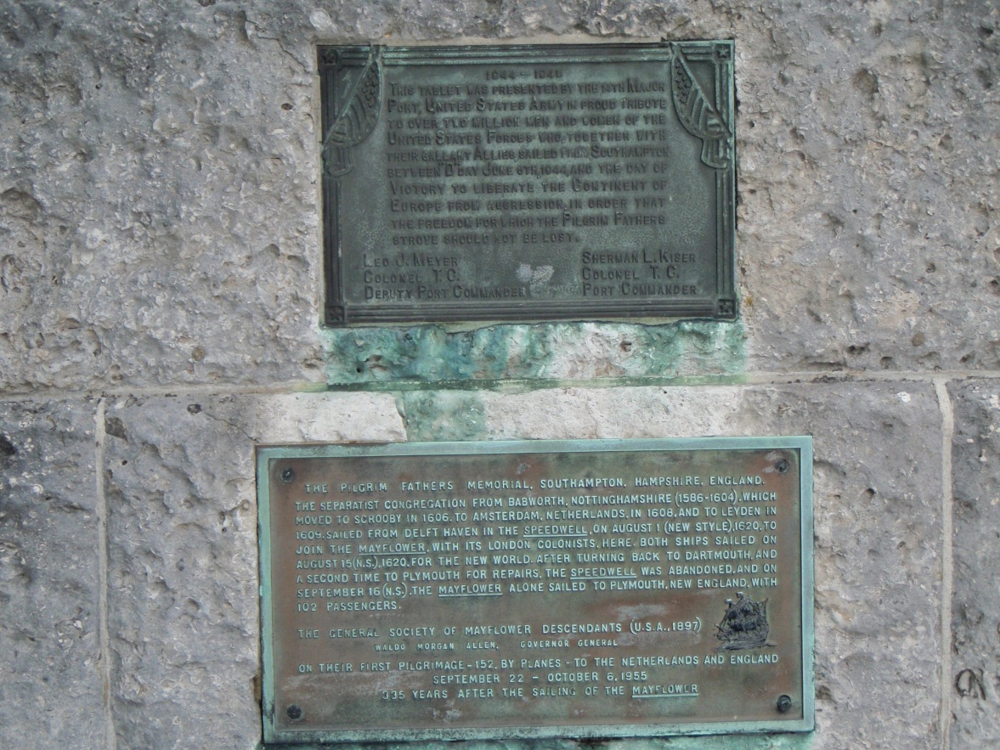 1944 – 1945
THIS TABLET WAS PRESENTED BY THE 14TH MAJOR
PORT, UNITED STATES ARMY IN PROUD TRIBUTE
TO OVER TWO MILLION MEN AND WOMEN OF THE
UNITED STATES FORCES WHO, TOGETHER WITH
THEIR GALLANT ALLIES, SAILED FROM SOUTHAMPTON
BETWEEN "D" DAY JUNE 6TH, 1944, AND THE DAY OF
VICTORY TO LIBERATE THE CONTINENT OF
EUROPE FROM AGGRESSION, IN ORDER THAT
THE FREEDOM FOR WHICH THE PILGRIM FATHERS
STROVE SHOULD NOT BE LOST.
LEO J. MEYER
COLONEL T. C.
DEPUTY PORT COMMANDER
SHERMAN L. KISER
COLONEL T. C.
PORT COMMANDER
THE PILGRIM FATHERS MEMORIAL, SOUTHAMPTON, HAMPSHIRE, ENGLAND.
THE SEPARATIST CONGREGATION FROM BABWORTH, NOTTINGHAMSHIRE (1586-1604), WHICH
MOVED TO SCROOBY IN 1606, TO AMSTERDAM, NETHERLANDS, IN 1608, AND TO LEYDEN IN
1609, SAILED FROM DELFT HAVEN IN THE SPEEDWELL, ON AUGUST 1 (NEW STYLE), 1620, TO
JOIN THE MAYFLOWER, WITH ITS LONDON COLONISTS, HERE. BOTH SHIPS SAILED ON
AUGUST 15 (N.S.), 1620, FOR THE NEW WORLD. AFTER TURNING BACK TO DARTMOUTH, AND
A SECOND TIME TO PLYMOUTH FOR REPAIRS, THE SPEEDWELL WAS ABANDONED, AND ON
SEPTEMBER 16 (N.S.), THE MAYFLOWER ALONE SAILED TO PLYMOUTH, NEW ENGLAND, WITH
102 PASSENGERS.
THE GENERAL SOCIETY OF MAYFLOWER DESCENDANTS (U.S.A., 1897)
WALDO MORGAN ALLEN, GOVERNOR GENERAL
ON THEIR FIRST PILGRIMAGE - 152, BY PLANES - TO THE NETHERLANDS AND ENGLAND
SEPTEMBER 22 - OCTOBER 6, 1955
335 YEARS AFTER THE SAILING OF THE MAYFLOWER